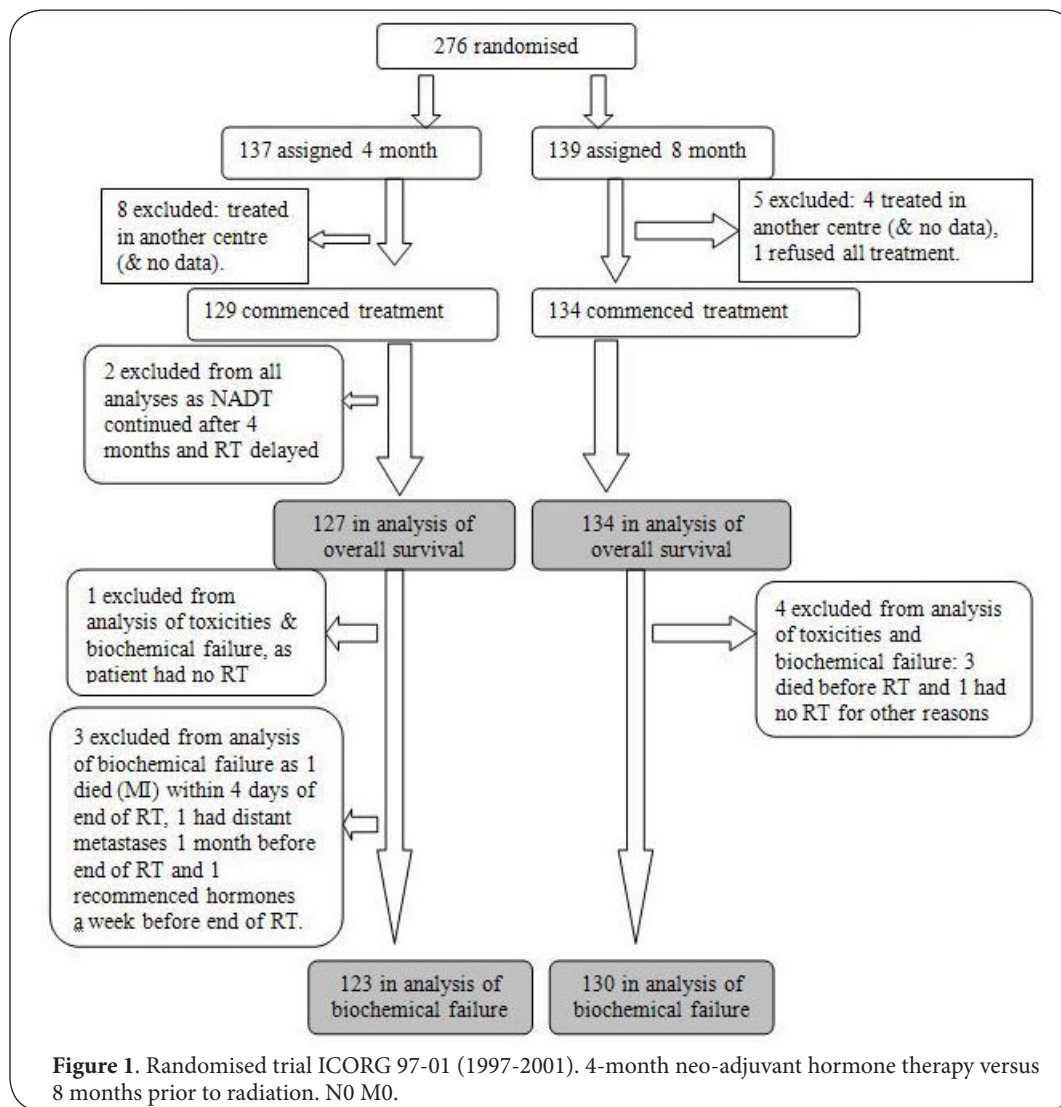 276 randomised
137 assigned 4 month
139 assigned 8 month
8 excluded: treated
in another centre
(& no data).
5 excluded: 4 treated in
another centre (& no data),
1 refused all treatment.
129 commenced treatment
134 commenced treatment
2 excluded from all
analyses as NADT
continued after 4
months and RT delayed
127 in analysis of
overall survival
134 in analysis of
overall survival
1 excluded from
analysis of toxicities &
biochemical failure, as
patient had no RT
4 excluded from analysis
of toxicities and
biochemical failure: 3
died before RT and 1 had
no RT for other reasons
3 excluded from analysis
of biochemical failure as 1
died (MI) within 4 days of
end of RT, 1 had distant
metastases 1 month before
end of RT and 1
recommenced hormones
a week before end of RT.
123 in analysis of
biochemical failure
130 in analysis of
biochemical failure
Figure 1. Randomised trial ICORG 97-01 (1997-2001). 4-month neo-adjuvant hormone therapy versus
8 months prior to radiation. N0 M0.